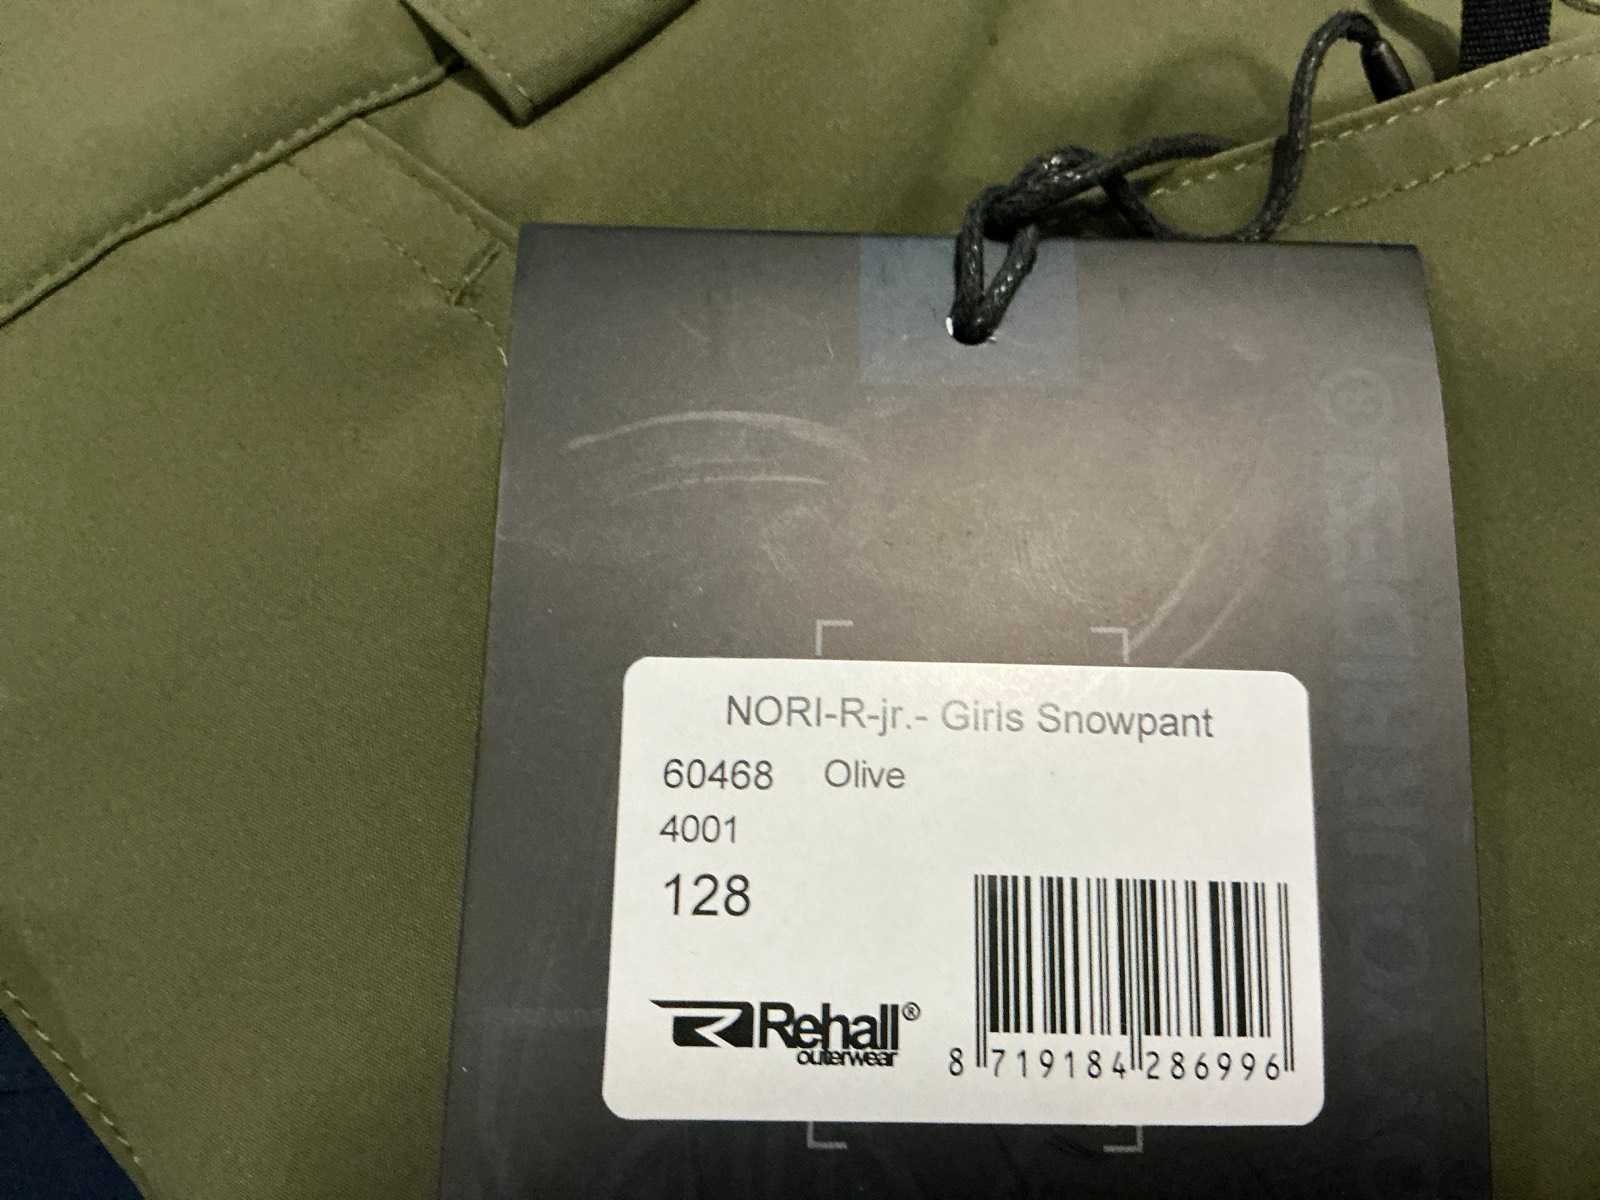 NORI-R-jr.- Girls Snowpant
60468 Olive
4001
128
Rehall®
outerwear
8 719184 286996